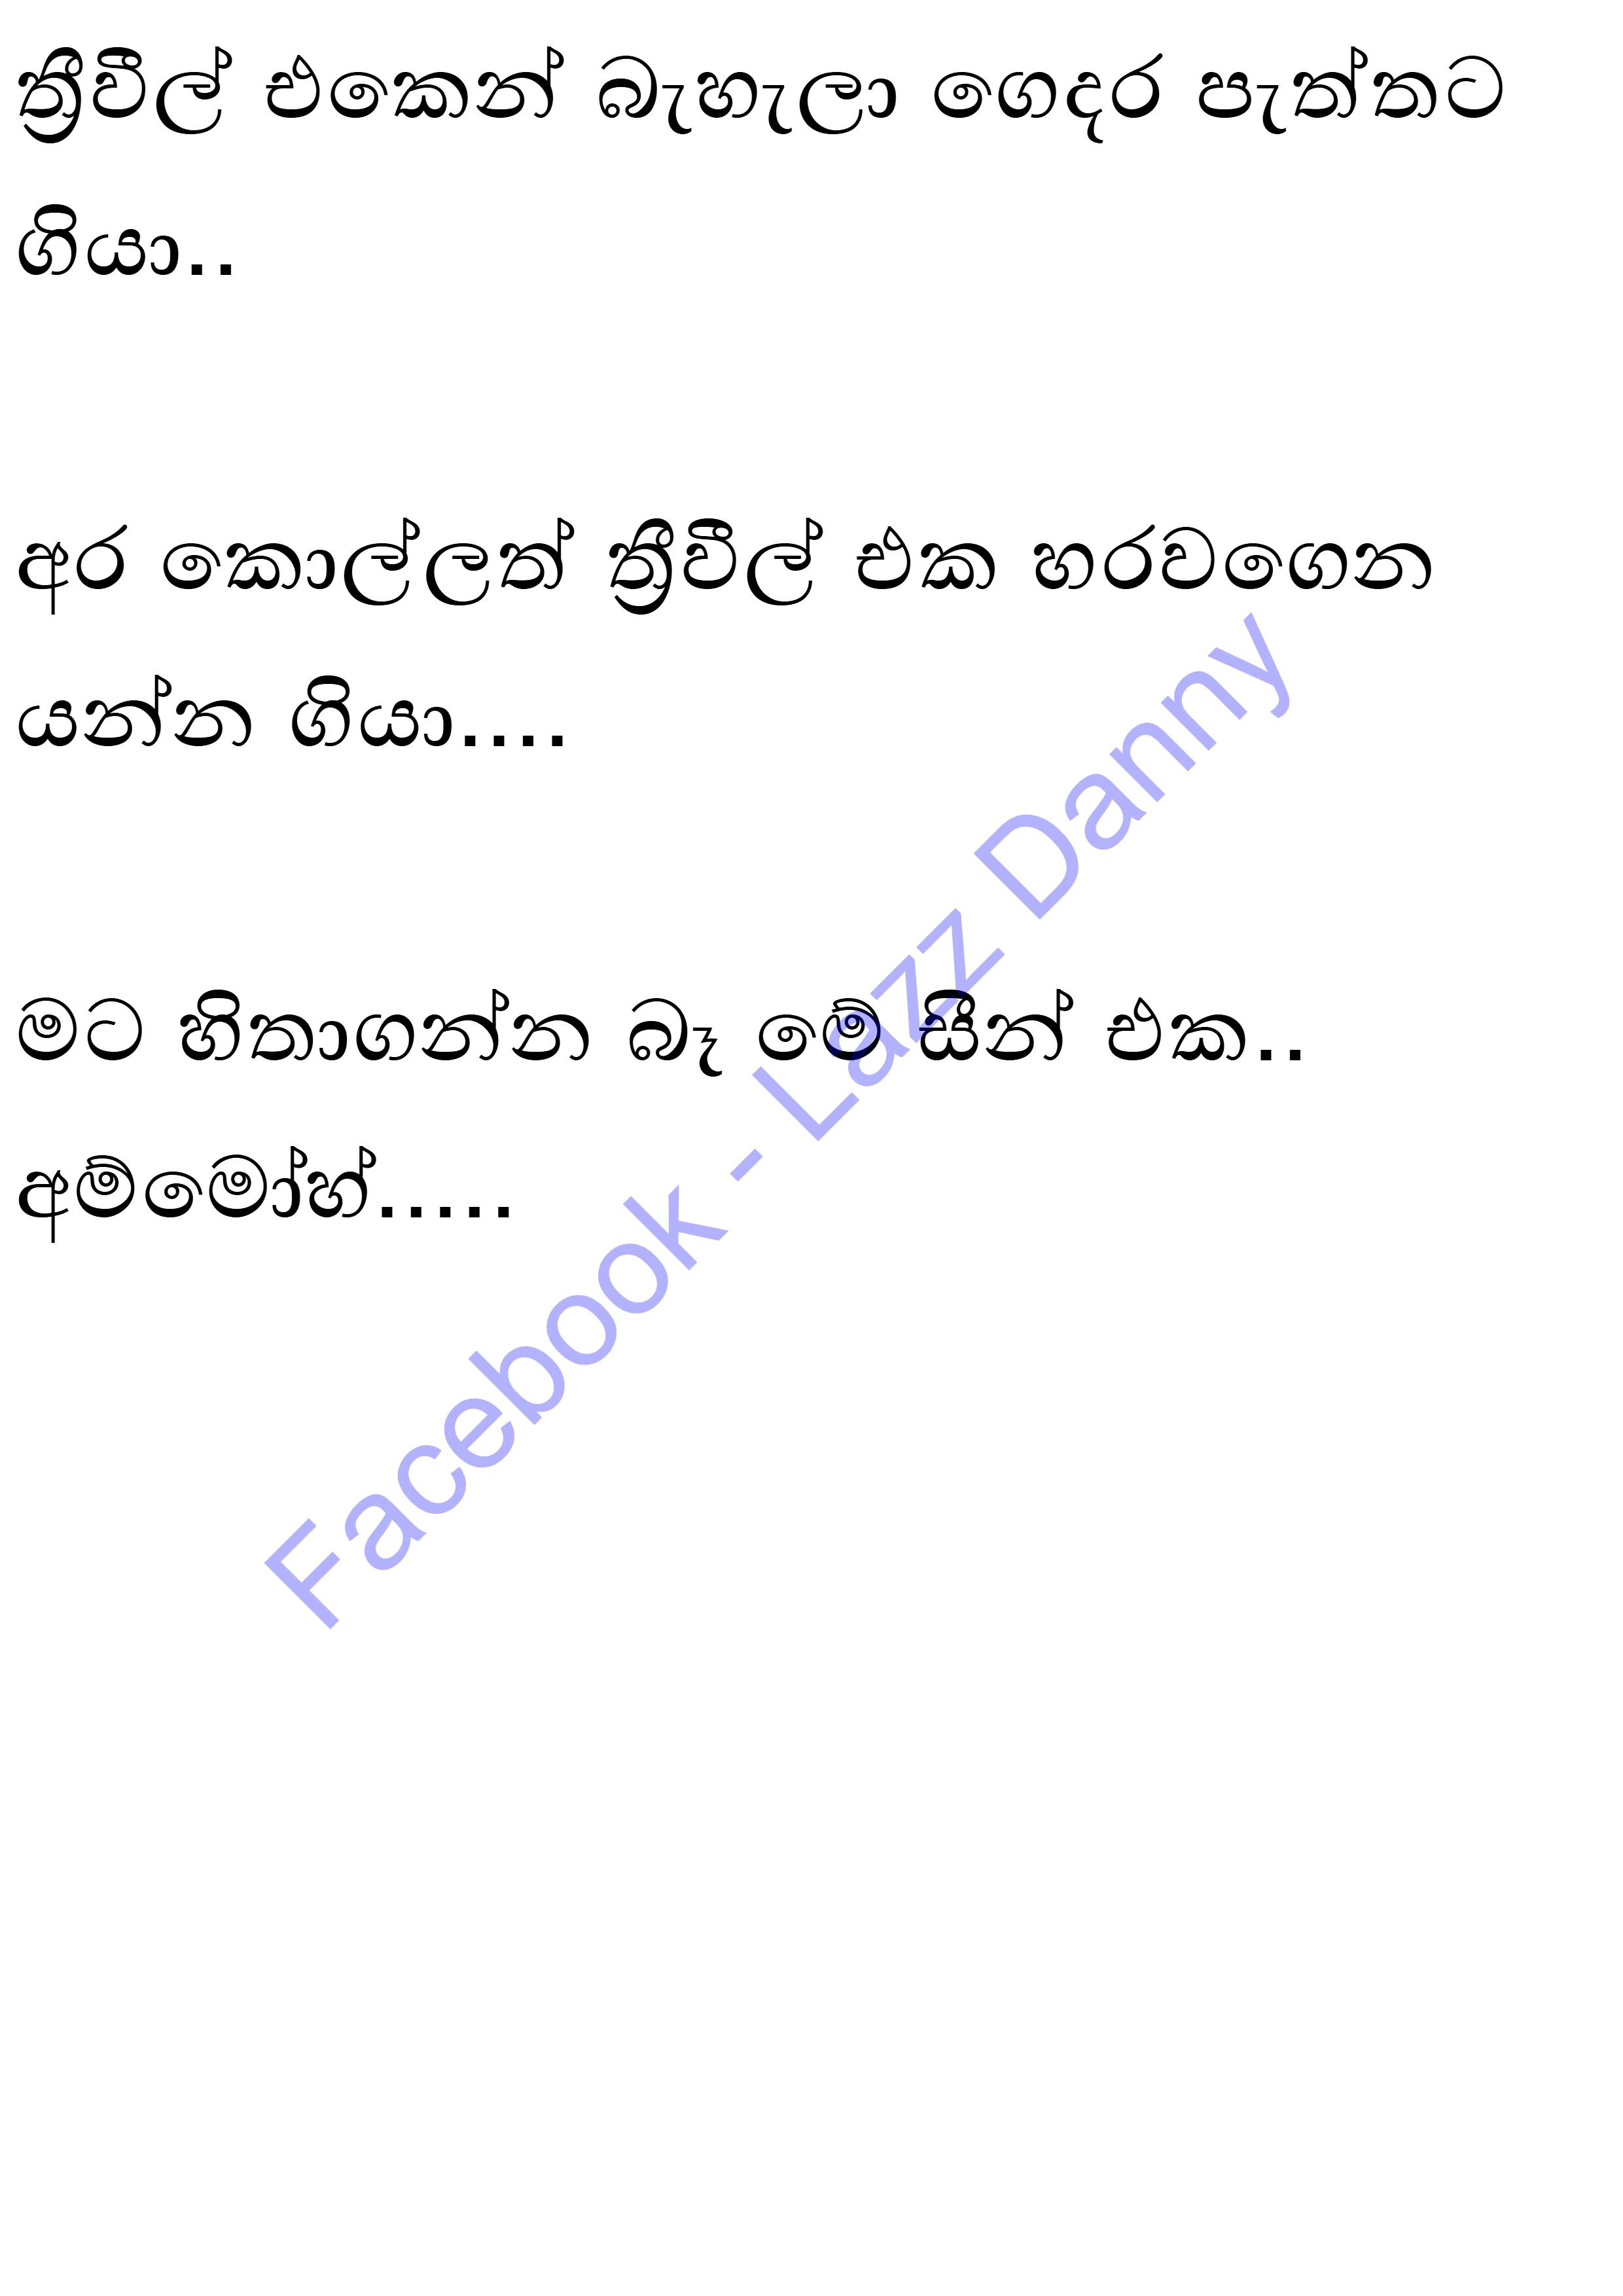 ත්‍රීවීල් එකෙන් බැහැලා ගෙදර පැත්තට
ගියා..
අර කොල්ලත් ත්‍රීවීල් එක හරවගෙන
යන්න ගියා....
මට හිතාගන්න බෑ මේ සීන් එක..
අම්මෝහ්.....
Facebook - Lazz Danny